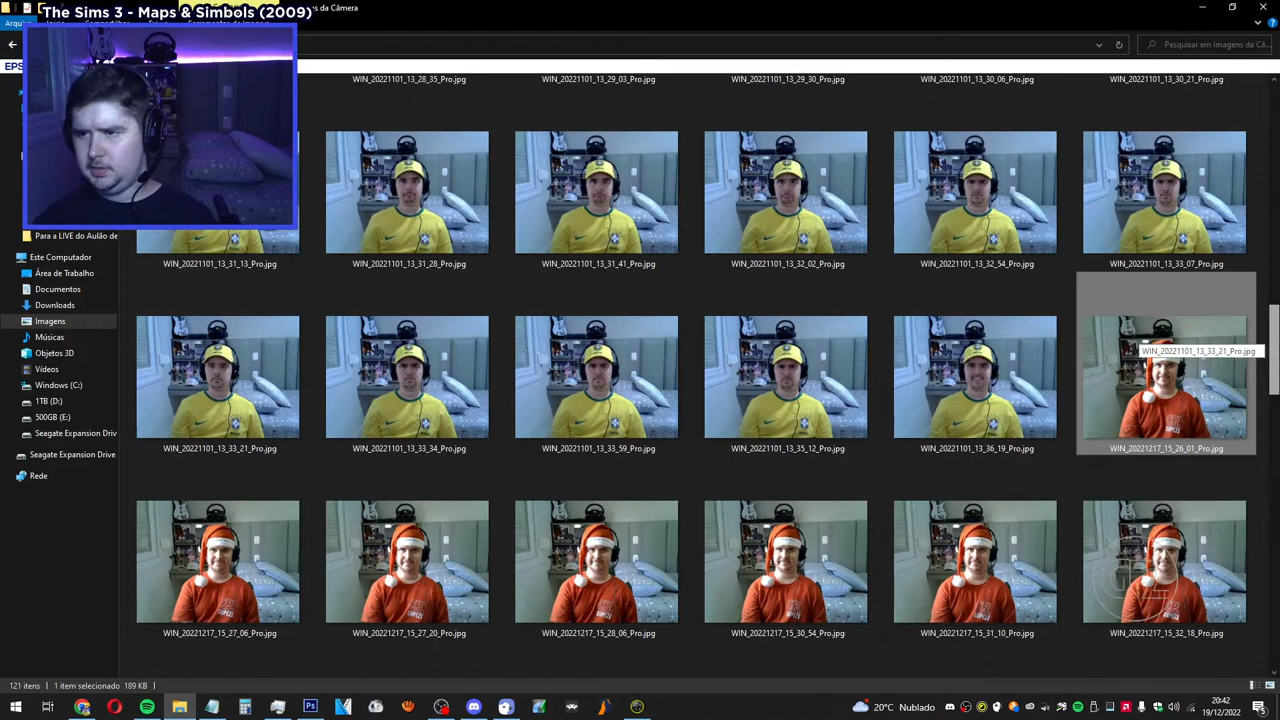 The Sims 3 - Maps & Simbols (2009)
s da Câmera
Arquivo
EPS
Pesquisar em Imagens da Câ...
WIN_20221101_13_28_35_Pro.jpg
WIN_20221101_13_29_03_Pro.jpg
WIN_20221101_13_29_30_Pro.jpg
WIN_20221101_13_30_06_Pro.jpg
WIN_20221101_13_30_21_Pro.jpg
Para a LIVE do Aulão de
Este Computador
Área de Trabalho
Documentos
Downloads
Imagens
Músicas
Objetos 3D
Vídeos
Windows (C:)
1TB (D:)
500GB (E:)
Seagate Expansion Drive
Seagate Expansion Drive
Rede
WIN_20221101_13_31_13_Pro.jpg
WIN_20221101_13_31_28_Pro.jpg
WIN_20221101_13_31_41_Pro.jpg
WIN_20221101_13_32_02_Pro.jpg
WIN_20221101_13_32_54_Pro.jpg
WIN_20221101_13_33_07_Pro.jpg
WIN_20221101_13_33_21_Pro.jpg
WIN_20221101_13_33_21_Pro.jpg
WIN_20221101_13_33_34_Pro.jpg
WIN_20221101_13_33_59_Pro.jpg
WIN_20221101_13_35_12_Pro.jpg
WIN_20221101_13_36_19_Pro.jpg
WIN_20221217_15_26_01_Pro.jpg
WIN_20221217_15_27_06_Pro.jpg
WIN_20221217_15_27_20_Pro.jpg
WIN_20221217_15_28_06_Pro.jpg
WIN_20221217_15_30_54_Pro.jpg
WIN_20221217_15_31_10_Pro.jpg
WIN_20221217_15_32_18_Pro.jpg
121 itens
1 item selecionado 189 KB
20°C Nublado
20:42
19/12/2022